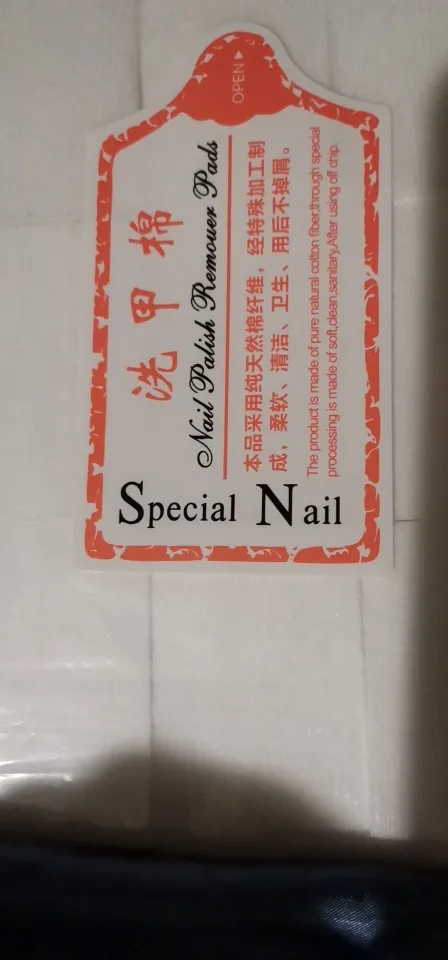 OPEN
洗甲棉
Nail Palish Remouer Pads
本品采用纯天然棉纤维，经特殊加工制
成，柔软、清洁、卫生、用后不掉屑。
The product is made of pure natural cotton fiber,through special
processing is made of soft,clean,sanitary,After using off chip.
Special Nail